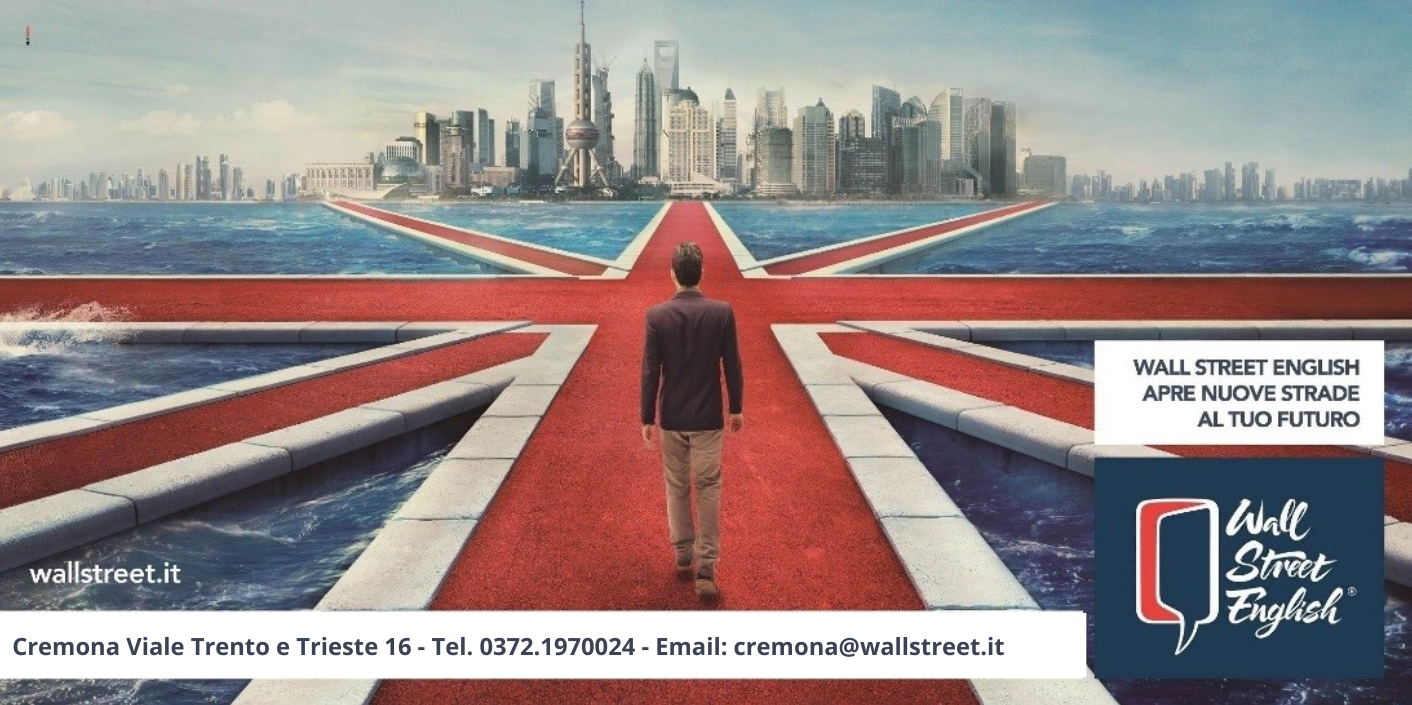 WALL STREET ENGLISH
APRE NUOVE STRADE
AL TUO FUTURO
Wall
Street
English®
wallstreet.it
Cremona Viale Trento e Trieste 16 - Tel. 0372.1970024 - Email: cremona@wallstreet.it